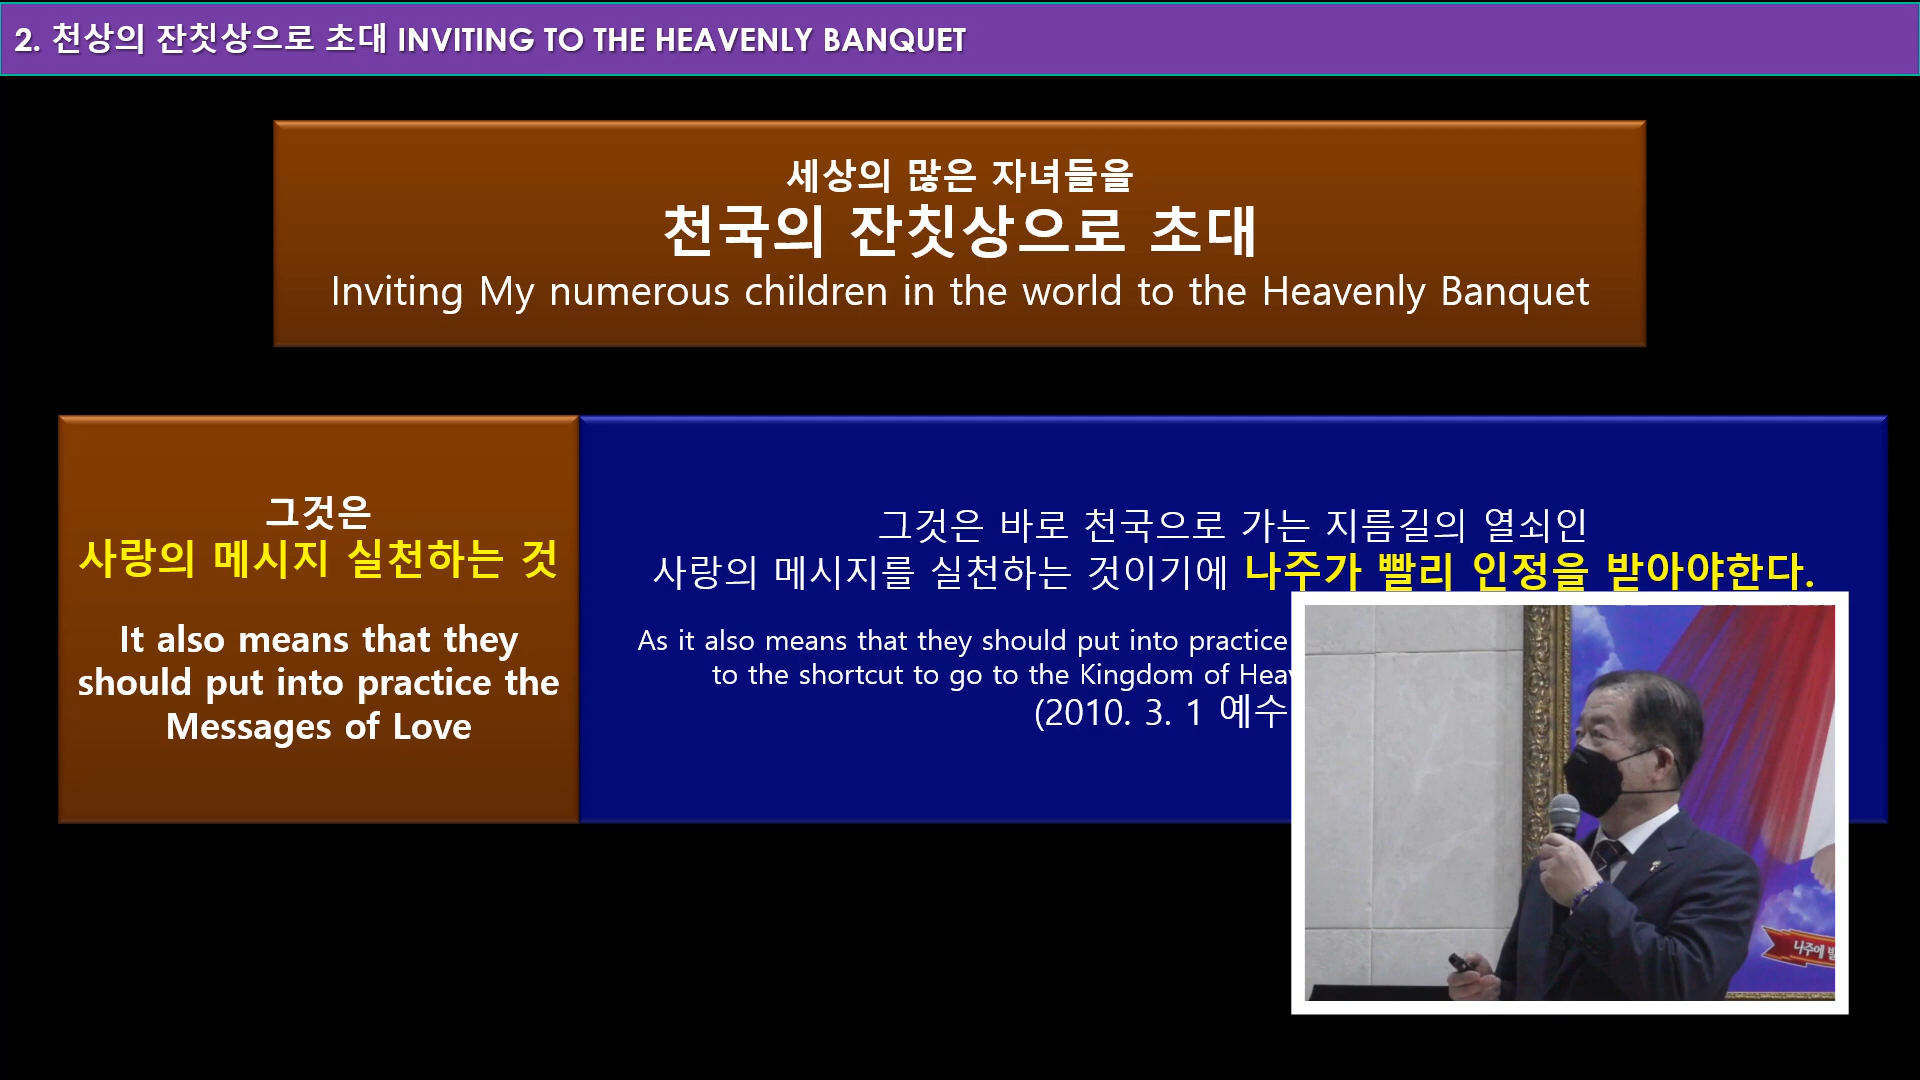 2. 천상의 잔칫상으로 초대 INVITING TO THE HEAVENLY BANQUET
세상의 많은 자녀들을
천국의 잔칫상으로 초대
Inviting My numerous children in the world to the Heavenly Banquet
그것은
사랑의 메시지 실천하는 것
It also means that they
should put into practice the
Messages of Love
그것은 바로 천국으로 가는 지름길의 열쇠인
사랑의 메시지를 실천하는 것이기에 나주가 빨리 인정을 받아야한다.
As it also means that they should put into practice
to the shortcut to go to the Kingdom of
(2010. 3. 1 예수
나주에